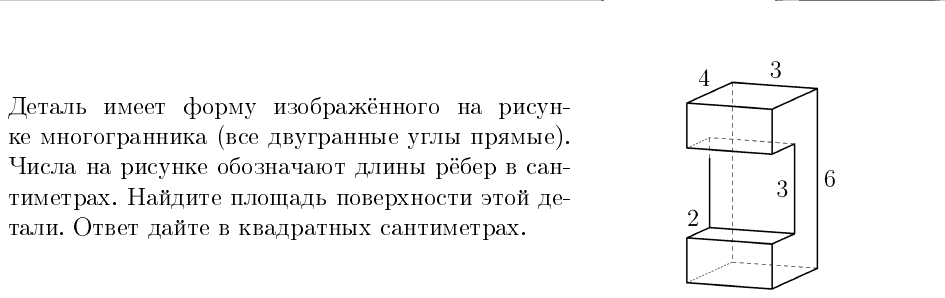 4 3
Деталь имеет форму изображённого на рисун-
ке многогранника (все двугранные углы прямые).
Числа на рисунке обозначают длины рёбер в сан-
3 6
тиметрах. Найдите площадь поверхности этой де-
2
тали. Ответ дайте в квадратных сантиметрах.